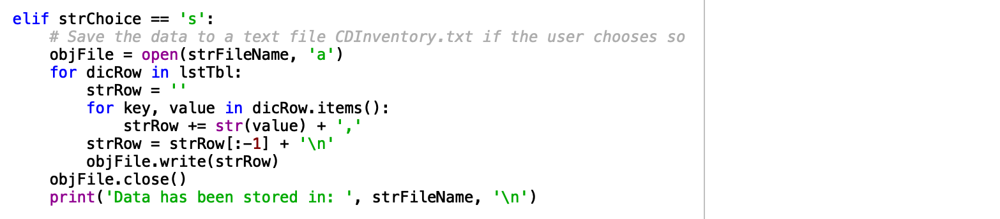 elif strChoice == 's':
    # Save the data to a text file CDInventory.txt if the user chooses so
    objFile = open(strFileName, 'a')
    for dicRow in lstTbl:
        strRow = ''
        for key, value in dicRow.items():
            strRow += str(value) + ','
        strRow = strRow[:-1] + '\n'
        objFile.write(strRow)
    objFile.close()
    print('Data has been stored in: ', strFileName, '\n')